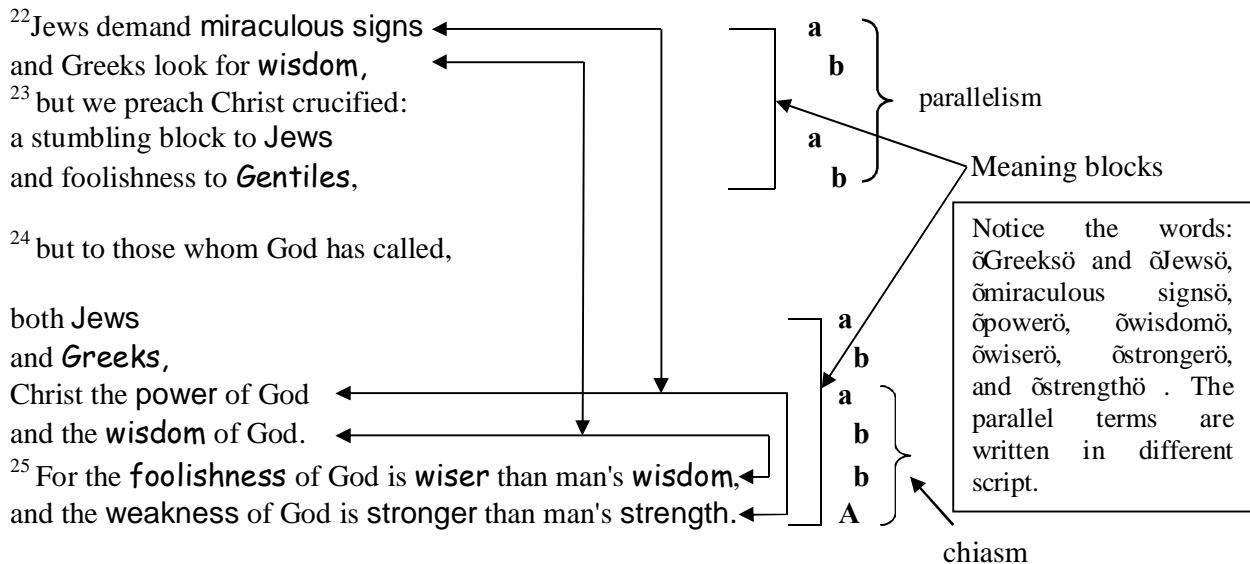 22 Jews demand miraculous signs a
and Greeks look for wisdom, b
23 but we preach Christ crucified:
a stumbling block to Jews a
and foolishness to Gentiles, b
parallelism
Meaning blocks
24 but to those whom God has called,
both Jews a
and Greeks, b
Christ the power of God a
and the wisdom of God. b
25 For the foolishness of God is wiser than man's wisdom, b
and the weakness of God is stronger than man's strength. A
chiasm
Notice the words:
õGreeksö and õJewsö,
õmiraculous signsö,
õpowerö, õwisdomö,
õwiserö, õstrongerö,
and õstrengthö . The
parallel terms are
written in different
script.